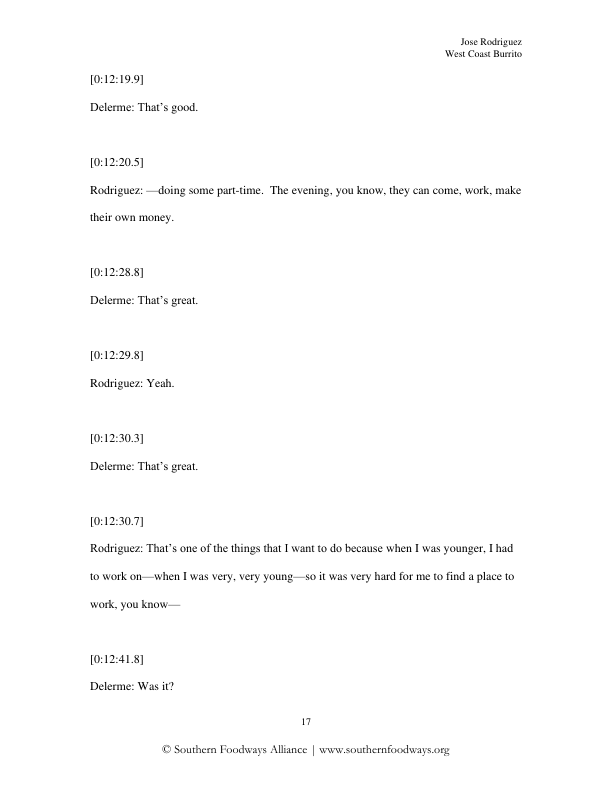 Jose Rodriguez
West Coast Burrito
[0:12:19.9]
Delerme: That’s good.
[0:12:20.5]
Rodriguez: —doing some part-time.  The evening, you know, they can come, work, make
their own money.
[0:12:28.8]
Delerme: That’s great.
[0:12:29.8]
Rodriguez: Yeah.
[0:12:30.3]
Delerme: That’s great.
[0:12:30.7]
Rodriguez: That’s one of the things that I want to do because when I was younger, I had
to work on—when I was very, very young—so it was very hard for me to find a place to
work, you know—
[0:12:41.8]
Delerme: Was it?
17
© Southern Foodways Alliance | www.southernfoodways.org